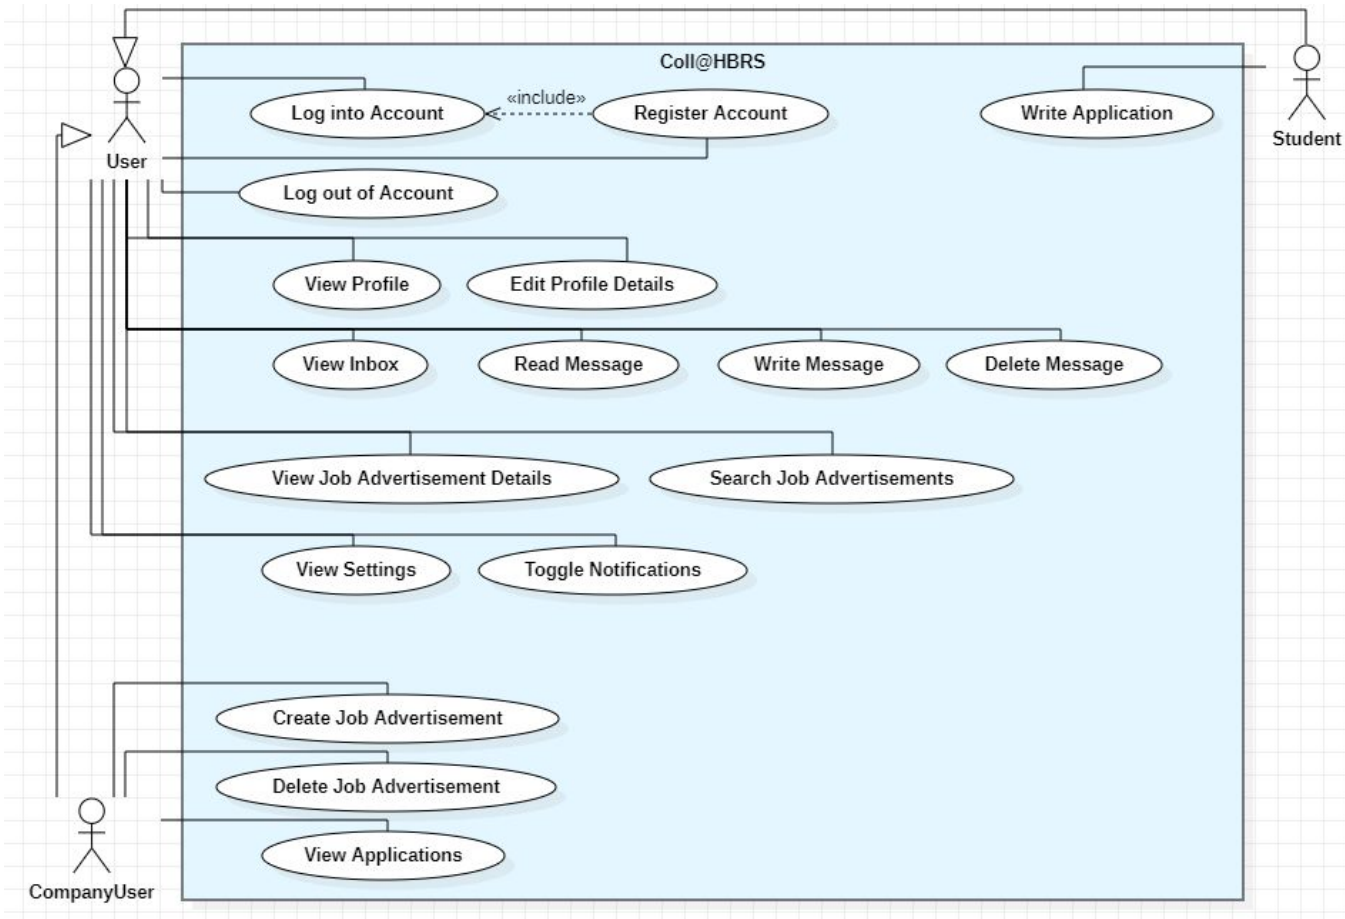 Coll@HBRS
Log into Account
«include»
Register Account
Write Application
Student
User
Log out of Account
View Profile
Edit Profile Details
View Inbox
Read Message
Write Message
Delete Message
View Job Advertisement Details
Search Job Advertisements
View Settings
Toggle Notifications
Create Job Advertisement
Delete Job Advertisement
View Applications
CompanyUser